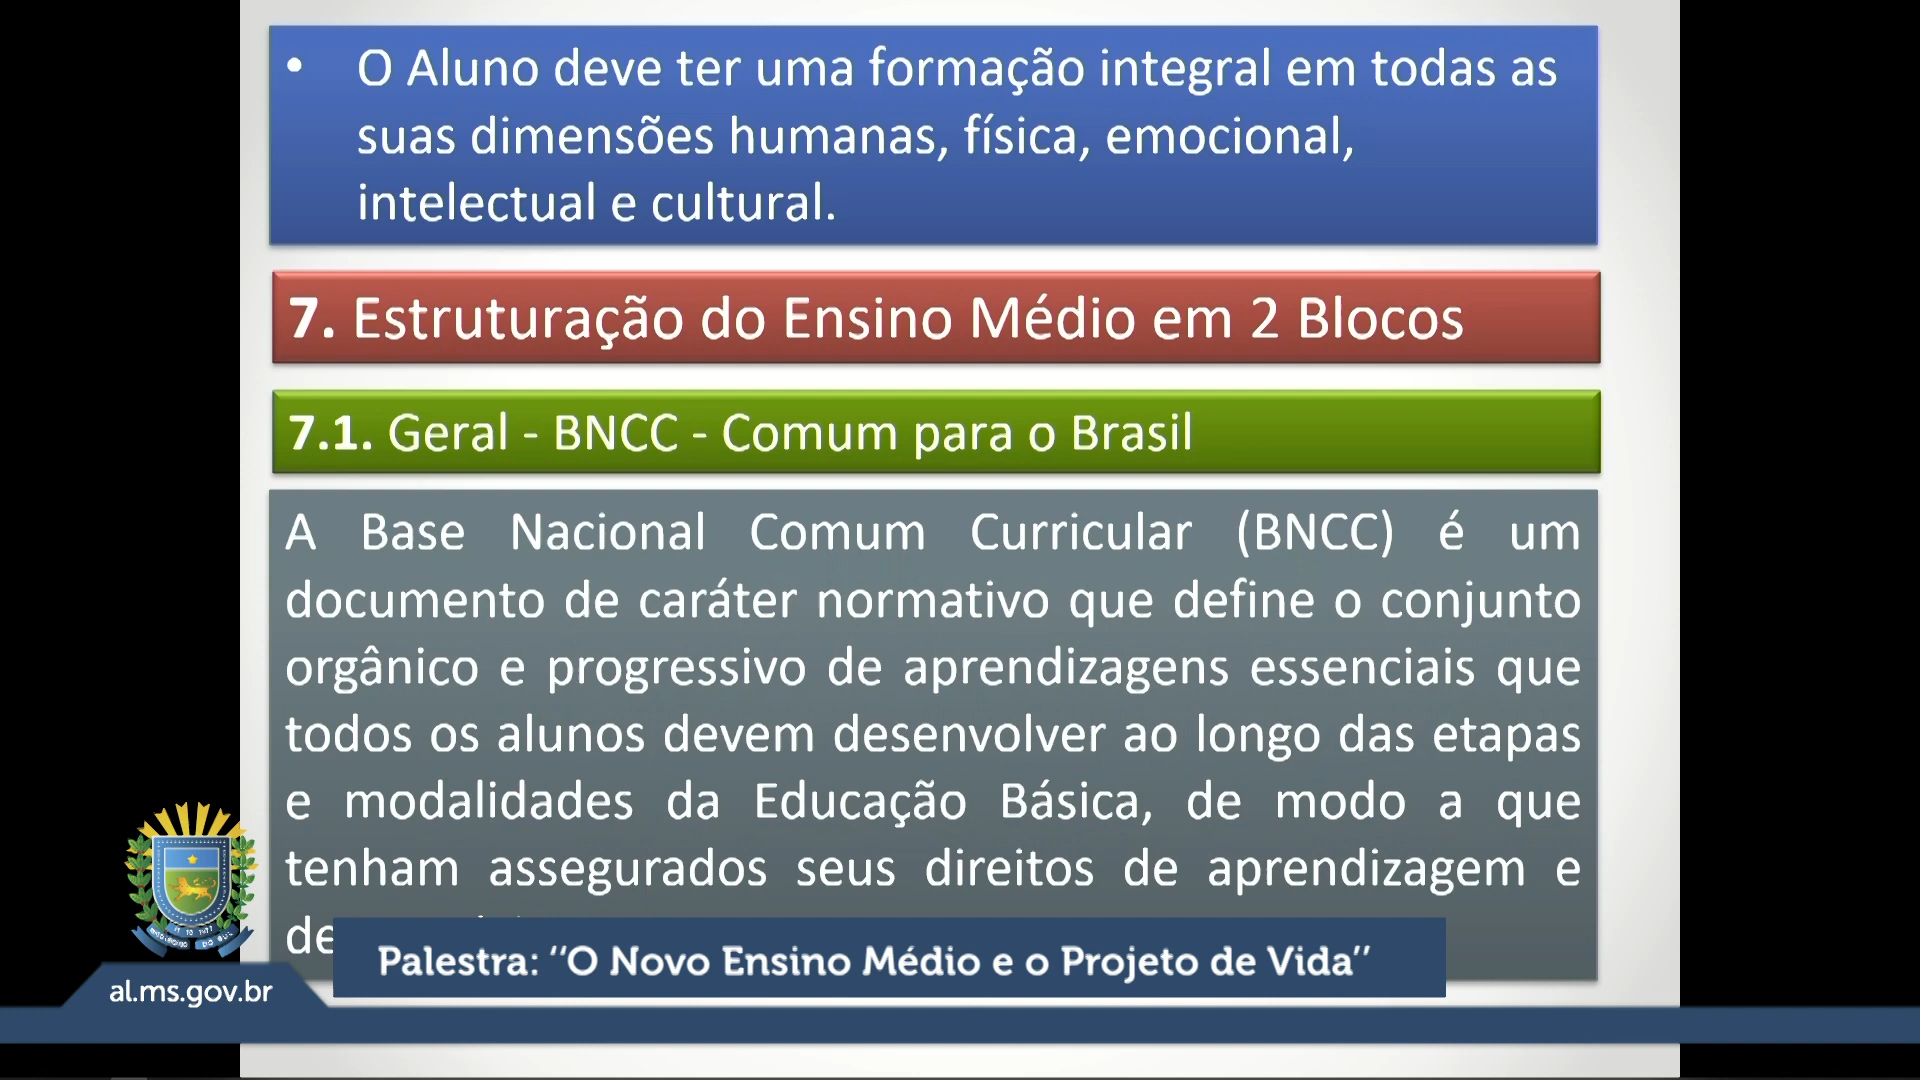 • O Aluno deve ter uma formação integral em todas as
suas dimensões humanas, física, emocional,
intelectual e cultural.
7. Estruturação do Ensino Médio em 2 Blocos
7.1. Geral - BNCC - Comum para o Brasil
A Base Nacional Comum Curricular (BNCC) é um
documento de caráter normativo que define o conjunto
orgânico e progressivo de aprendizagens essenciais que
todos os alunos devem desenvolver ao longo das etapas
e modalidades da Educação Básica, de modo a que
tenham assegurados seus direitos de aprendizagem e
Palestra: ‘‘O Novo Ensino Médio e o Projeto de Vida’’
al.ms.gov.br